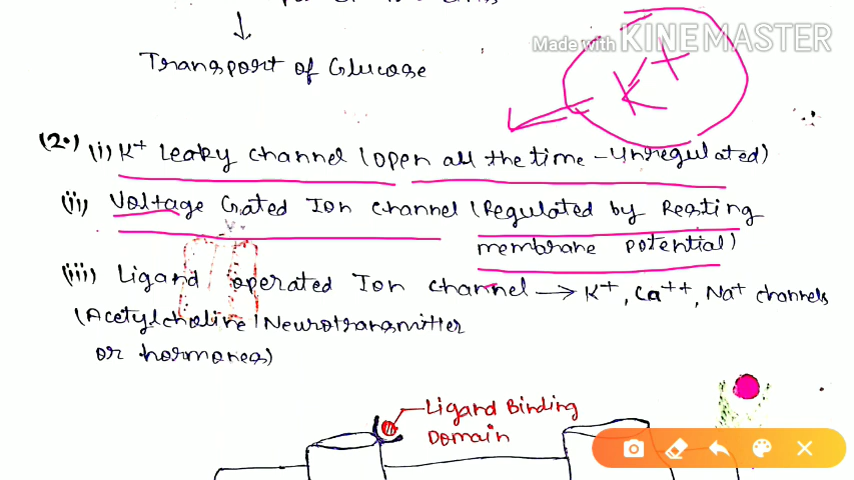 Transport of Glucose
Made with KINEMASTER
K+
(20) (i) K+ Leaky channel (open all the time - Unregulated)
(ii) Voltage Gated Ion channel (Regulated by Resting
membrane potential)
(iii) Ligand operated Ion channel → K+, Ca++, Na+ channels
(Acetylcholine/Neurotransmitter
or hormones)
Ligand Binding
Domain